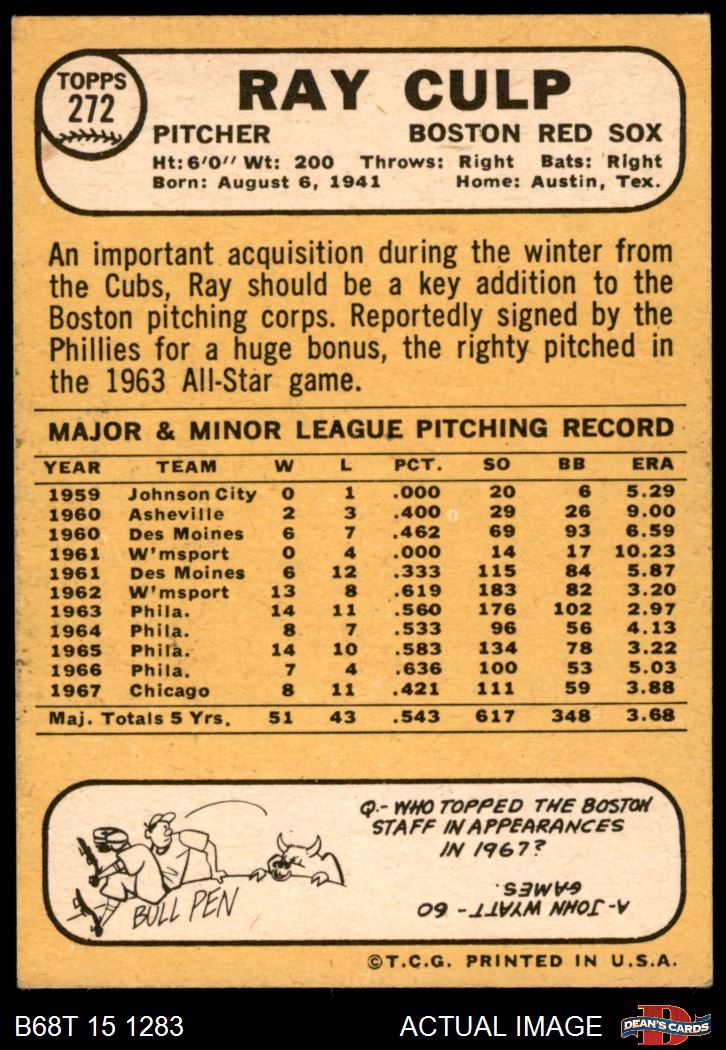 TOPPS
272
RAY CULP
PITCHER BOSTON RED SOX
Ht: 6'0" Wt: 200 Throws: Right Bats: Right
Born: August 6, 1941 Home: Austin, Tex.
An important acquisition during the winter from
the Cubs, Ray should be a key addition to the
Boston pitching corps. Reportedly signed by the
Phillies for a huge bonus, the righty pitched in
the 1963 All-Star game.
MAJOR & MINOR LEAGUE PITCHING RECORD
YEAR TEAM W L PCT. SO BB ERA
1959 Johnson City 0 1 .000 20 6 5.29
1960 Asheville 2 3 .400 29 26 9.00
1960 Des Moines 6 7 .462 69 93 6.59
1961 W'msport 0 4 .000 14 17 10.23
1961 Des Moines 6 12 .333 115 84 5.87
1962 W'msport 13 8 .619 183 82 3.20
1963 Phila. 14 11 .560 176 102 2.97
1964 Phila. 8 7 .533 96 56 4.13
1965 Phila. 14 10 .583 134 78 3.22
1966 Phila. 7 4 .636 100 53 5.03
1967 Chicago 8 11 .421 111 59 3.88
Maj. Totals 5 Yrs. 51 43 .543 617 348 3.68
Q.- WHO TOPPED THE BOSTON
STAFF IN APPEARANCES
IN 1967?
A- JOHN WYATT - 60
GAMES.
BULL PEN
©T.C.G. PRINTED IN U.S.A.
B68T 15 1283 ACTUAL IMAGE
DEAN'S CARDS